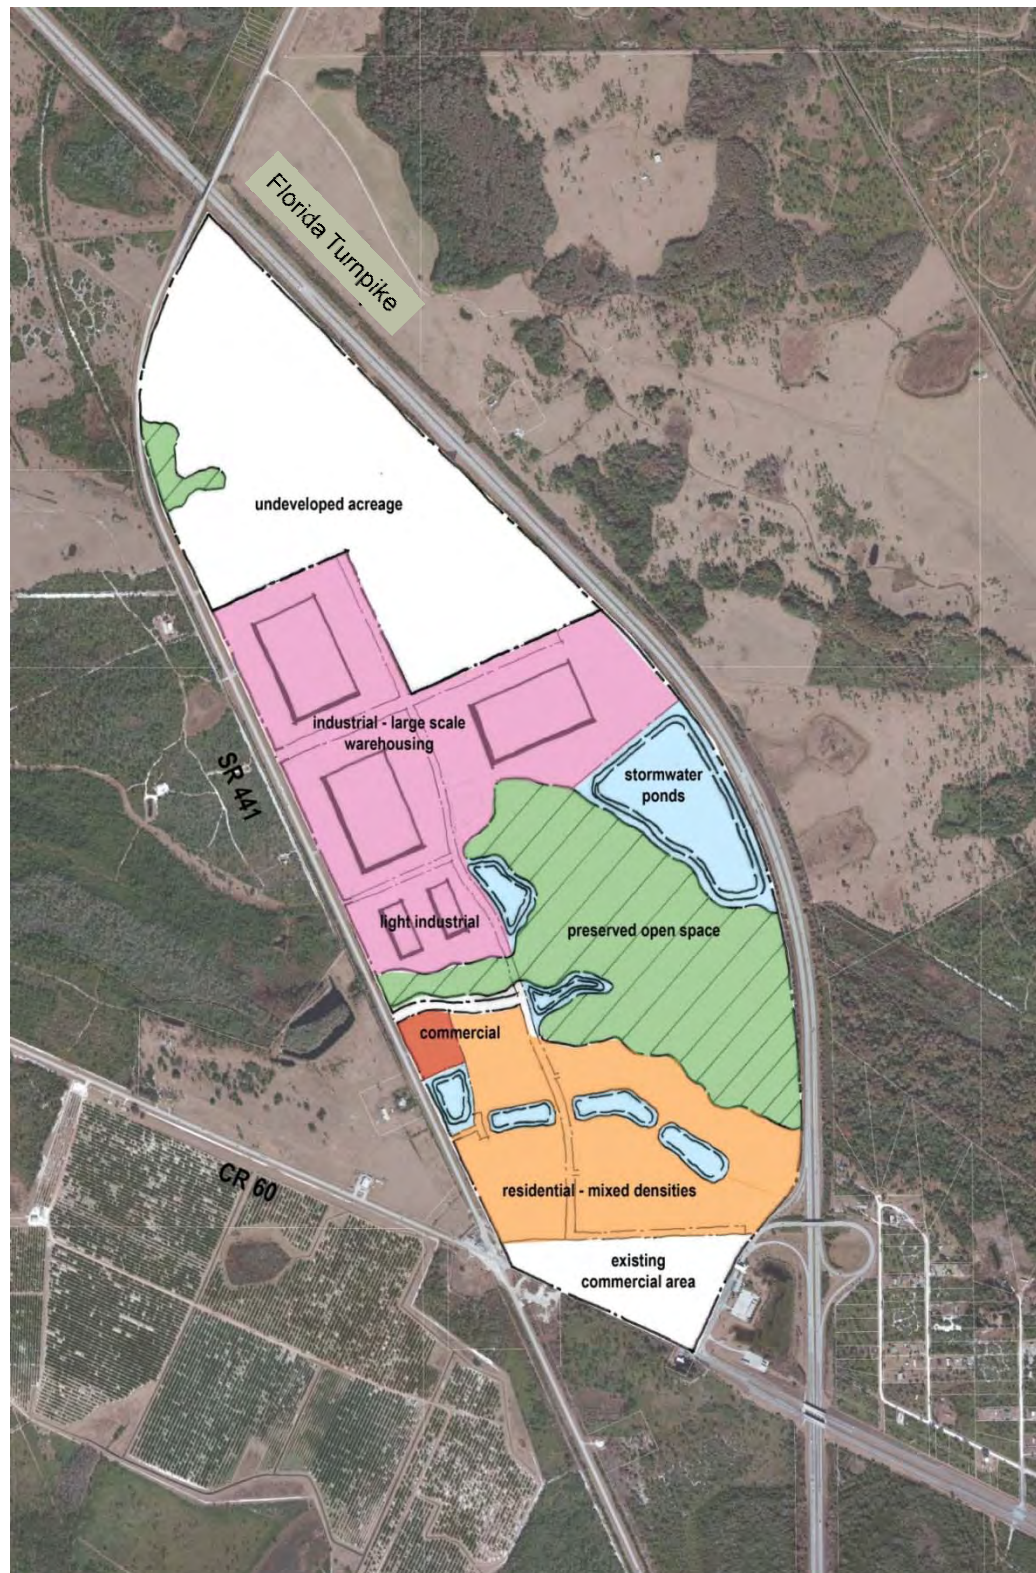 Florida Turnpike
undeveloped acreage
industrial - large scale
warehousing
SR 441
stormwater
ponds
light industrial
preserved open space
commercial
CR 60
residential - mixed densities
existing
commercial area